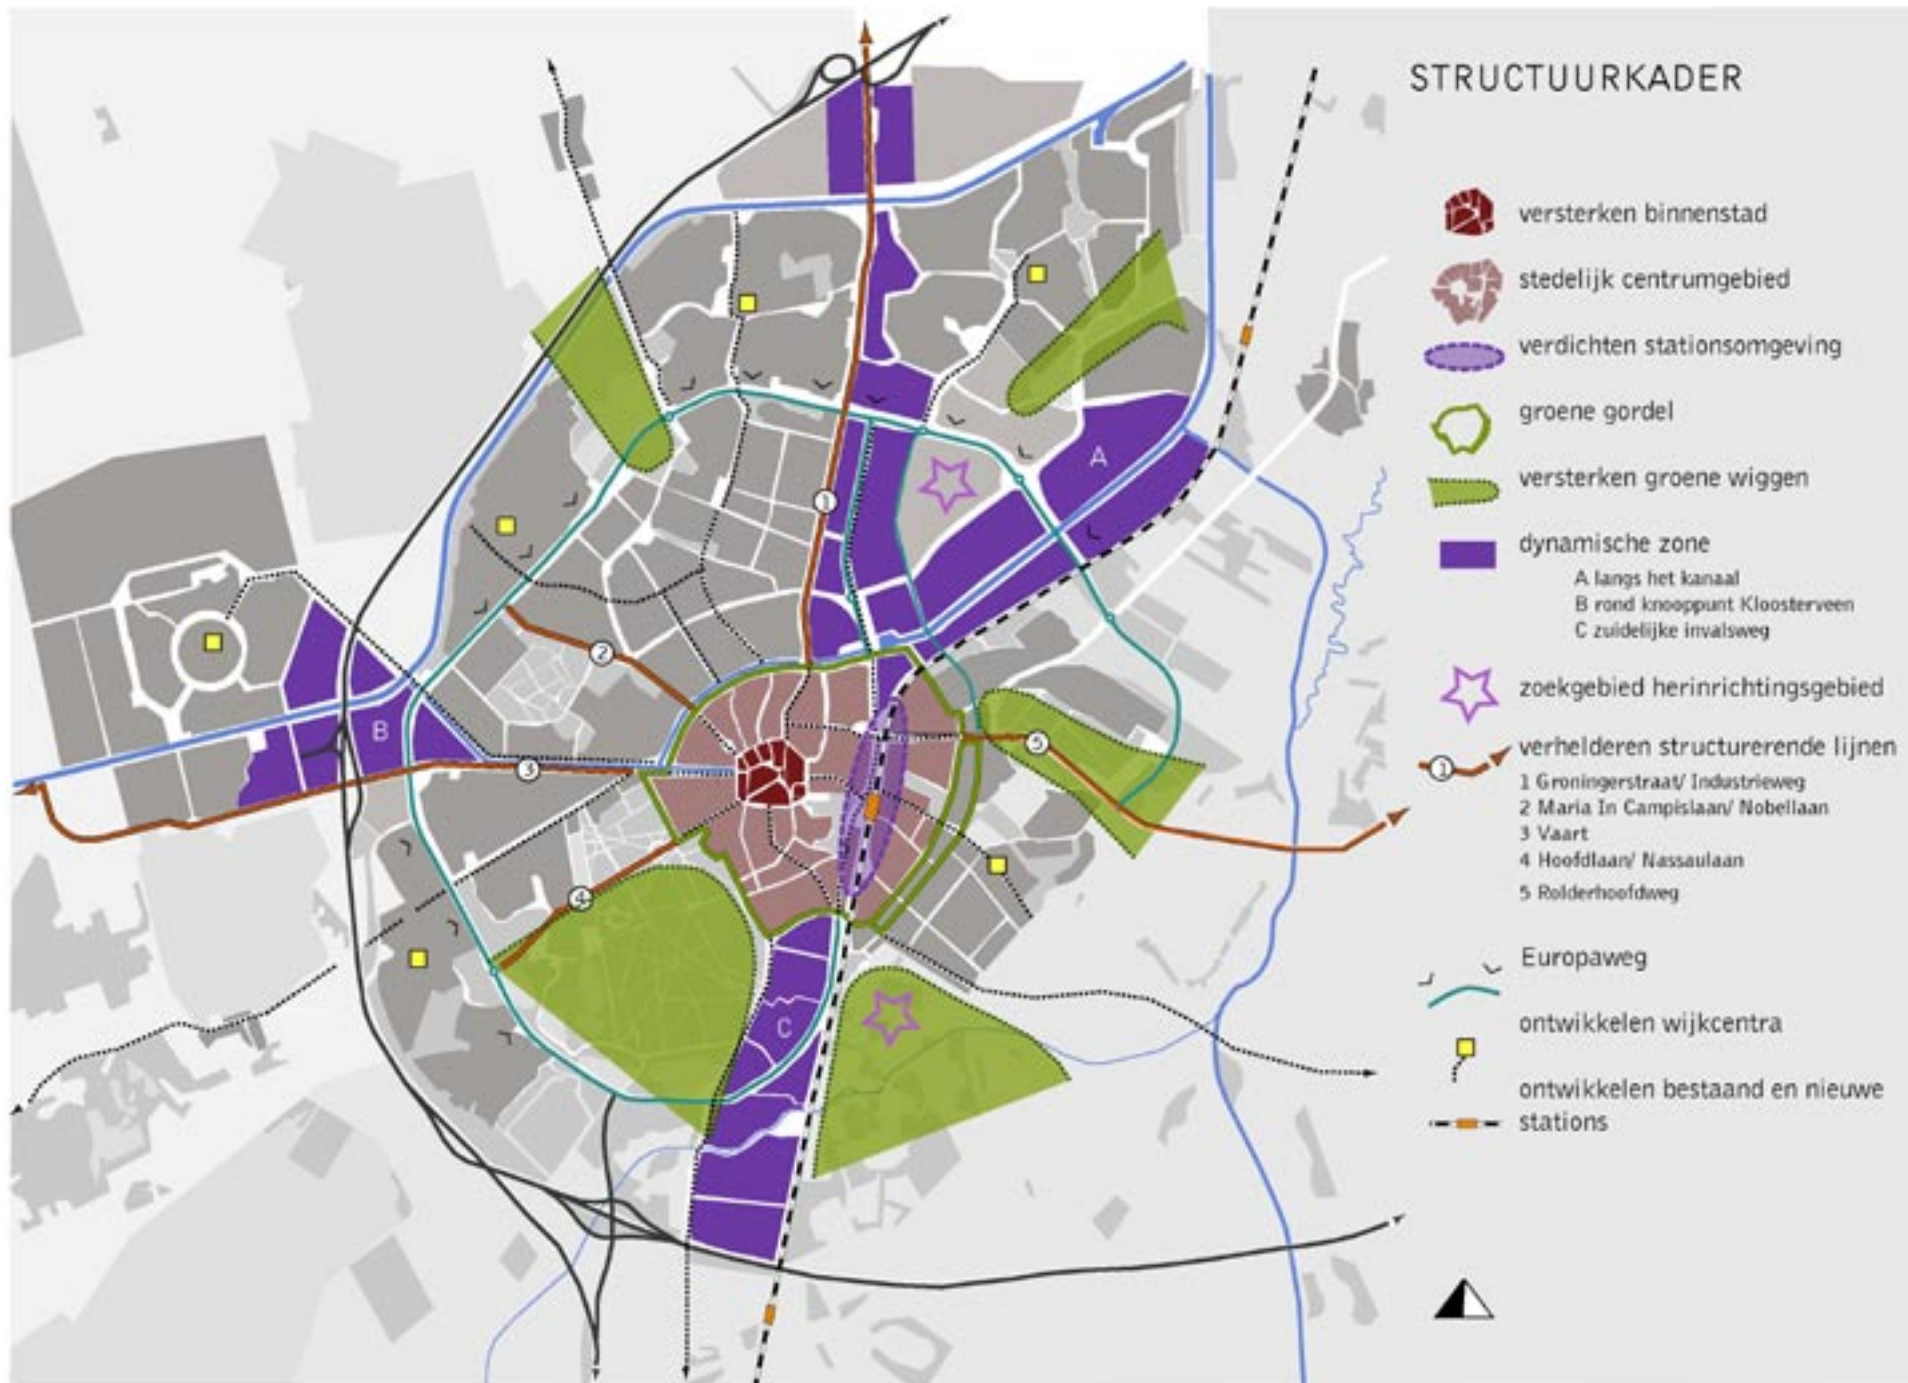 STRUCTUURKADER
versterken binnenstad
stedelijk centrumgebied
verdichten stationsomgeving
groene gordel
versterken groene wiggen
dynamische zone
A langs het kanaal
B rond knooppunt Kloosterveen
C zuidelijke invalsweg
zoekgebied herinrichtingsgebied
1
verhelderen structurerende lijnen
1 Groningerstraat/ Industrieweg
2 Maria In Campislaan/ Nobellaan
3 Vaart
4 Hoofdlaan/ Nassaulaan
5 Rolderhoofdweg
Europaweg
ontwikkelen wijkcentra
ontwikkelen bestaand en nieuwe
stations
A
1
2
B
3
5
4
C